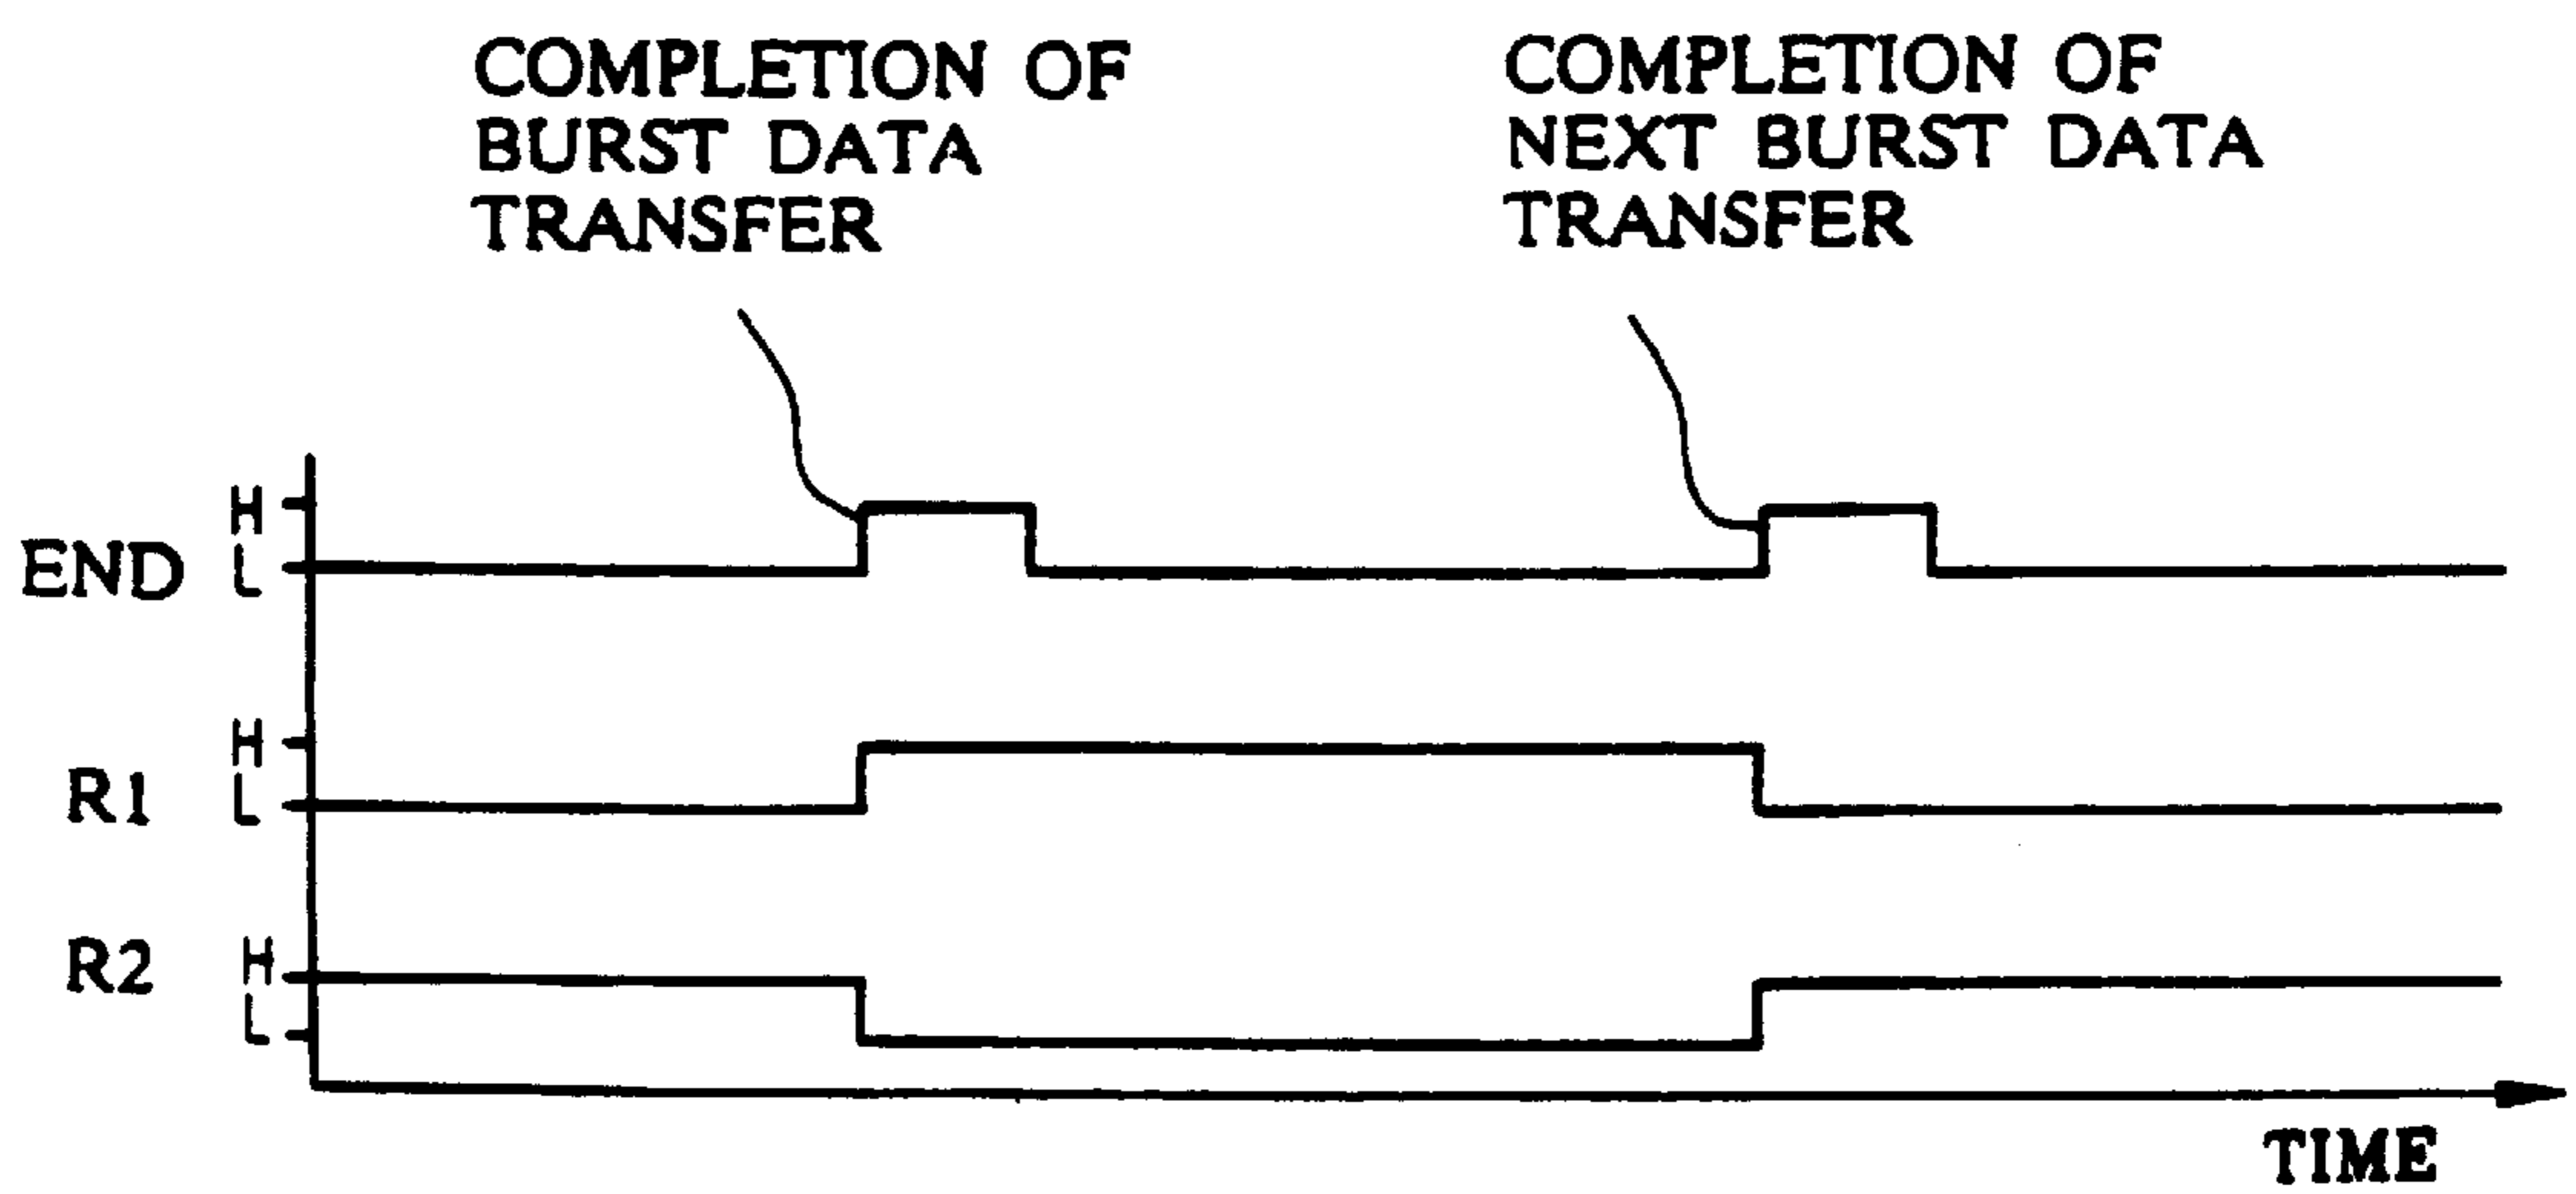 COMPLETION OF
BURST DATA
TRANSFER
COMPLETION OF
NEXT BURST DATA
TRANSFER
H
END L
H
R1 L
R2 H
L
TIME